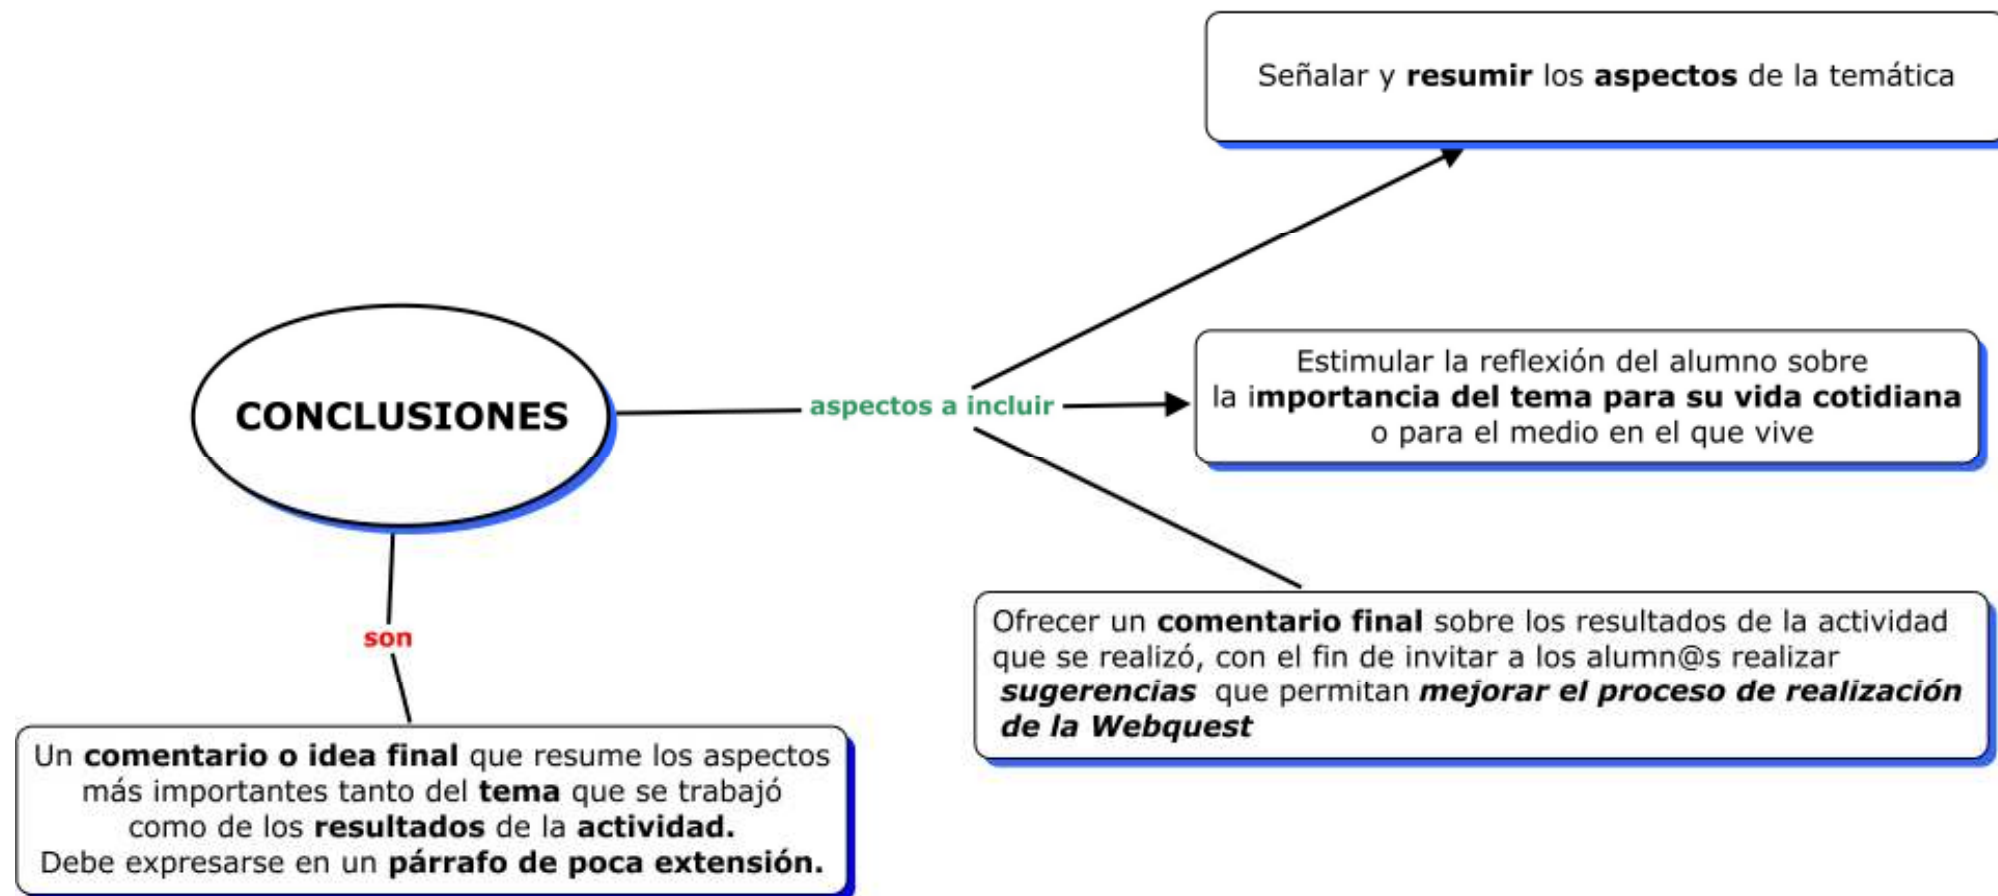 Señalar y resumir los aspectos de la temática
CONCLUSIONES
aspectos a incluir
Estimular la reflexión del alumno sobre
la importancia del tema para su vida cotidiana
o para el medio en el que vive
Ofrecer un comentario final sobre los resultados de la actividad
que se realizó, con el fin de invitar a los alumn@s realizar
sugerencias que permitan mejorar el proceso de realización
de la Webquest
son
Un comentario o idea final que resume los aspectos
más importantes tanto del tema que se trabajó
como de los resultados de la actividad.
Debe expresarse en un párrafo de poca extensión.